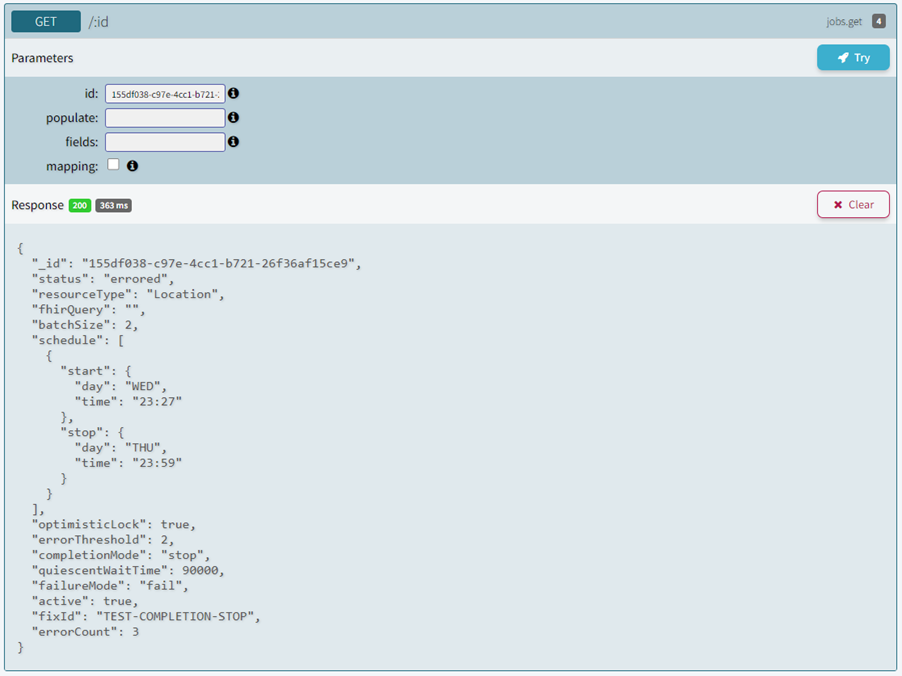 GET /:id jobs.get 4
Parameters Try
id: 155df038-c97e-4cc1-b721-
populate:
fields:
mapping:
Response 200 363 ms Clear
{
  "_id": "155df038-c97e-4cc1-b721-26f36af15ce9",
  "status": "errored",
  "resourceType": "Location",
  "fhirQuery": "",
  "batchSize": 2,
  "schedule": [
    {
      "start": {
        "day": "WED",
        "time": "23:27"
      },
      "stop": {
        "day": "THU",
        "time": "23:59"
      }
    }
  ],
  "optimisticLock": true,
  "errorThreshold": 2,
  "completionMode": "stop",
  "quiescentWaitTime": 90000,
  "failureMode": "fail",
  "active": true,
  "fixId": "TEST-COMPLETION-STOP",
  "errorCount": 3
}